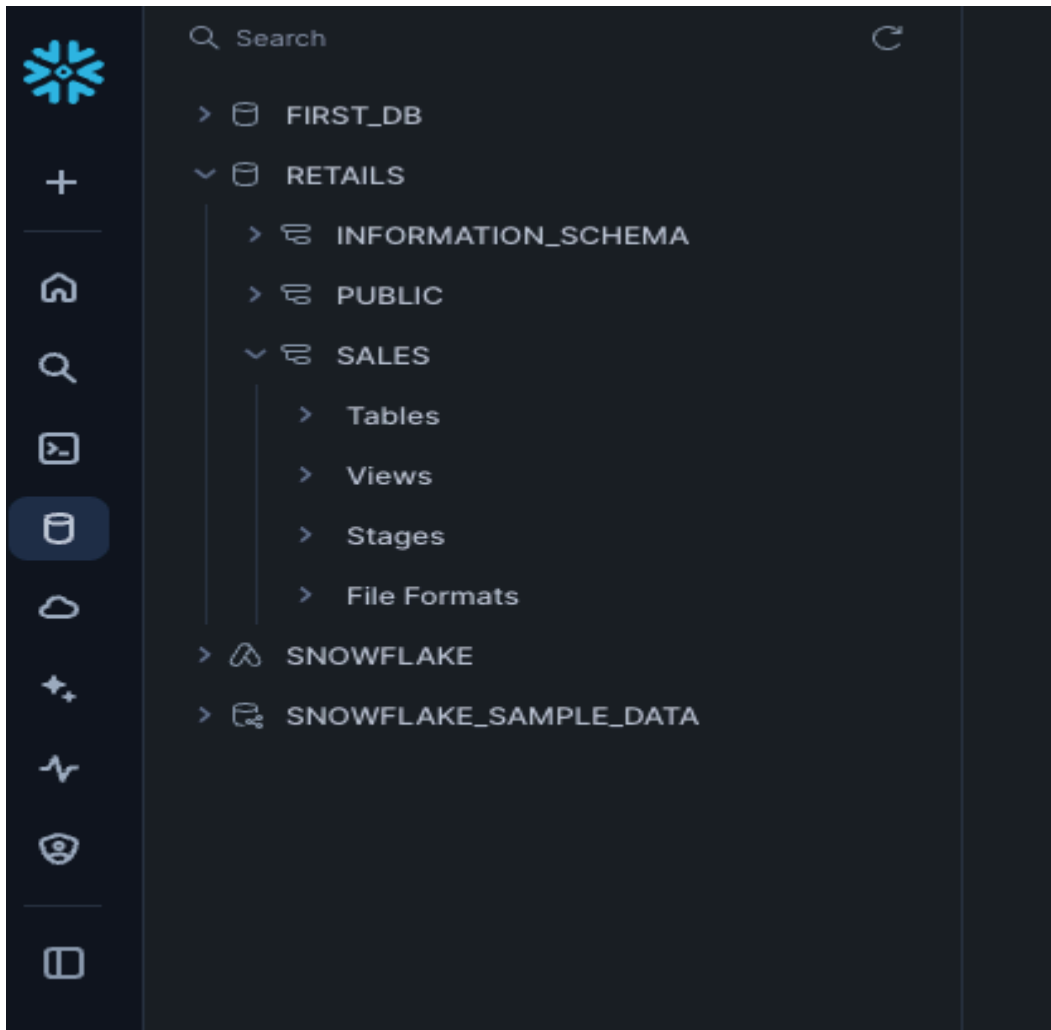 Search
FIRST_DB
RETAILS
INFORMATION_SCHEMA
PUBLIC
SALES
Tables
Views
Stages
File Formats
SNOWFLAKE
SNOWFLAKE_SAMPLE_DATA